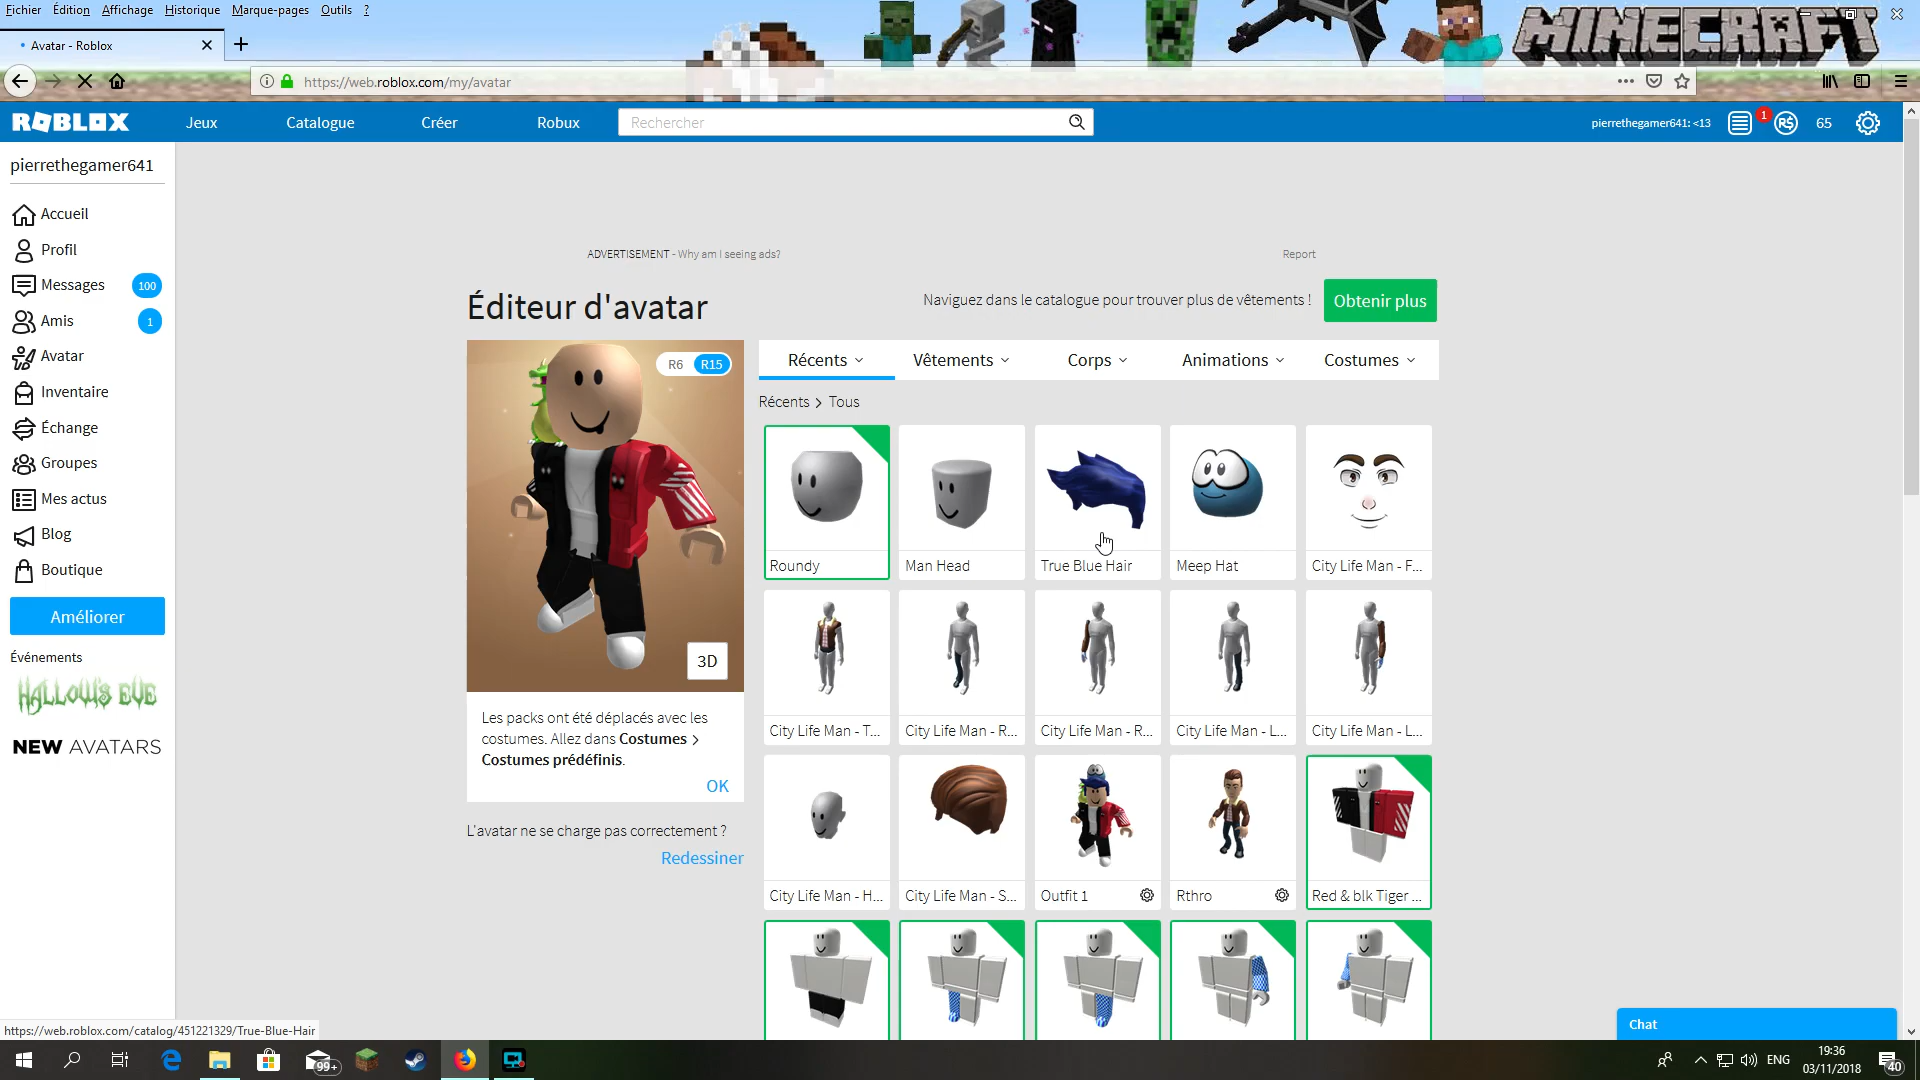 Fichier Édition Affichage Historique Marque-pages Outils ?
MINECRAFT
Avatar - Roblox
https://web.roblox.com/my/avatar
ROBLOX Jeux Catalogue Créer Robux Rechercher pierrethegamer641: <13 1 R$ 65
pierrethegamer641
Accueil
Profil
Messages 100
Amis 1
Avatar
Inventaire
Échange
Groupes
Mes actus
Blog
Boutique
Améliorer
Événements
HALLOW'S EVE
NEW AVATARS
ADVERTISEMENT - Why am I seeing ads? Report
Éditeur d'avatar
Naviguez dans le catalogue pour trouver plus de vêtements ! Obtenir plus
R6 R15
3D
Les packs ont été déplacés avec les
costumes. Allez dans Costumes >
Costumes prédéfinis.
OK
L'avatar ne se charge pas correctement ?
Redessiner
Récents Vêtements Corps Animations Costumes
Récents > Tous
Roundy Man Head True Blue Hair Meep Hat City Life Man - F...
City Life Man - T... City Life Man - R... City Life Man - R... City Life Man - L... City Life Man - L...
City Life Man - H... City Life Man - S... Outfit 1 Rthro Red & blk Tiger ...
Chat
https://web.roblox.com/catalog/451221329/True-Blue-Hair
99+
ENG
19:36
03/11/2018
40